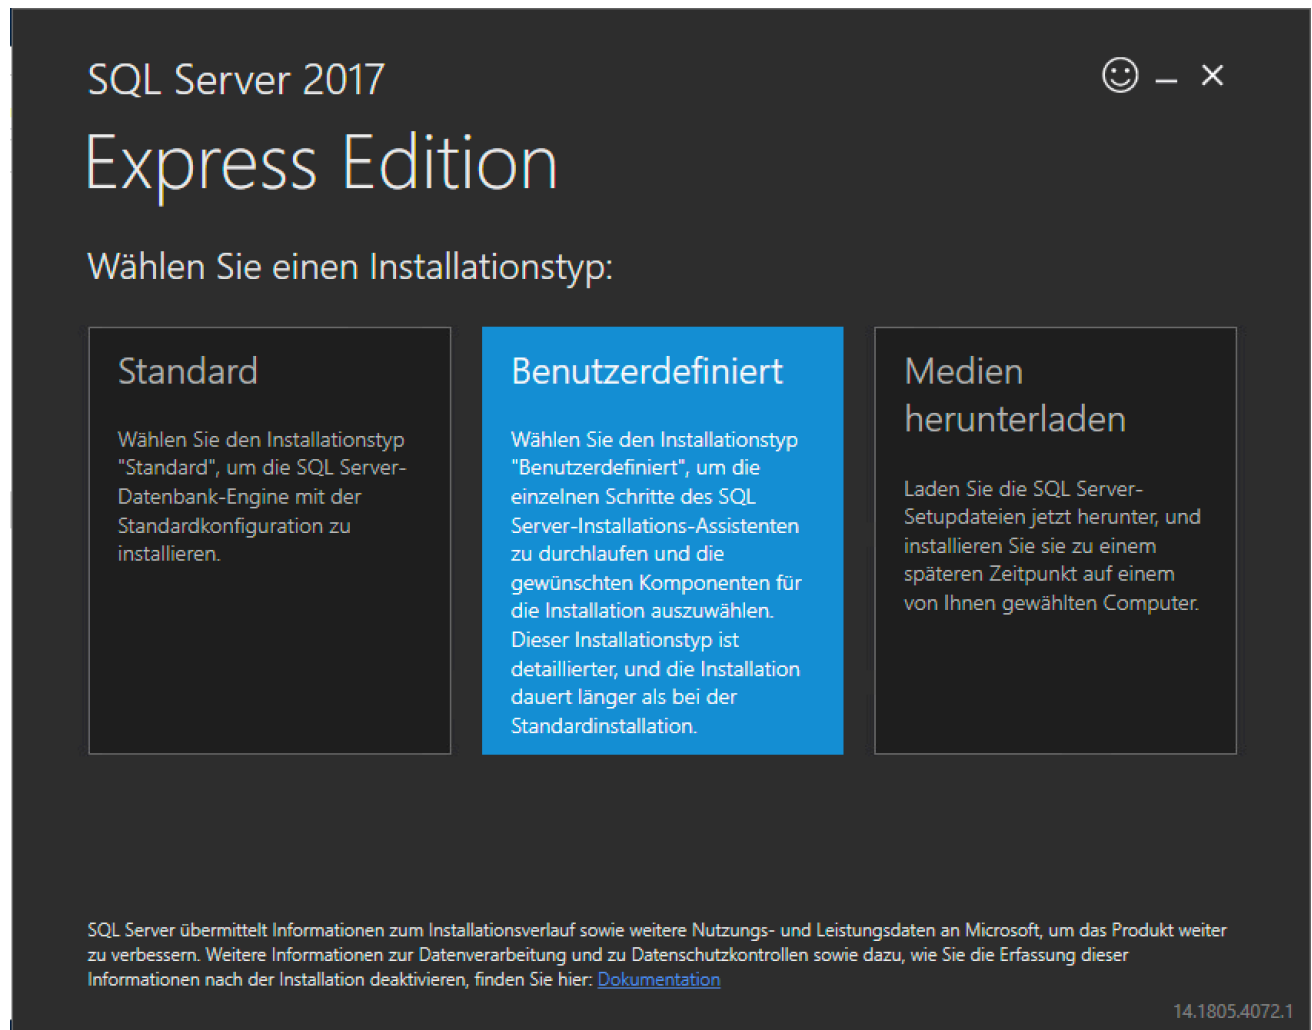 SQL Server 2017
Express Edition
Wählen Sie einen Installationstyp:
Standard
Wählen Sie den Installationstyp
"Standard", um die SQL Server-
Datenbank-Engine mit der
Standardkonfiguration zu
installieren.
Benutzerdefiniert
Wählen Sie den Installationstyp
"Benutzerdefiniert", um die
einzelnen Schritte des SQL
Server-Installations-Assistenten
zu durchlaufen und die
gewünschten Komponenten für
die Installation auszuwählen.
Dieser Installationstyp ist
detaillierter, und die Installation
dauert länger als bei der
Standardinstallation.
Medien
herunterladen
Laden Sie die SQL Server-
Setupdateien jetzt herunter, und
installieren Sie sie zu einem
späteren Zeitpunkt auf einem
von Ihnen gewählten Computer.
SQL Server übermittelt Informationen zum Installationsverlauf sowie weitere Nutzungs- und Leistungsdaten an Microsoft, um das Produkt weiter
zu verbessern. Weitere Informationen zur Datenverarbeitung und zu Datenschutzkontrollen sowie dazu, wie Sie die Erfassung dieser
Informationen nach der Installation deaktivieren, finden Sie hier: Dokumentation
14.1805.4072.1